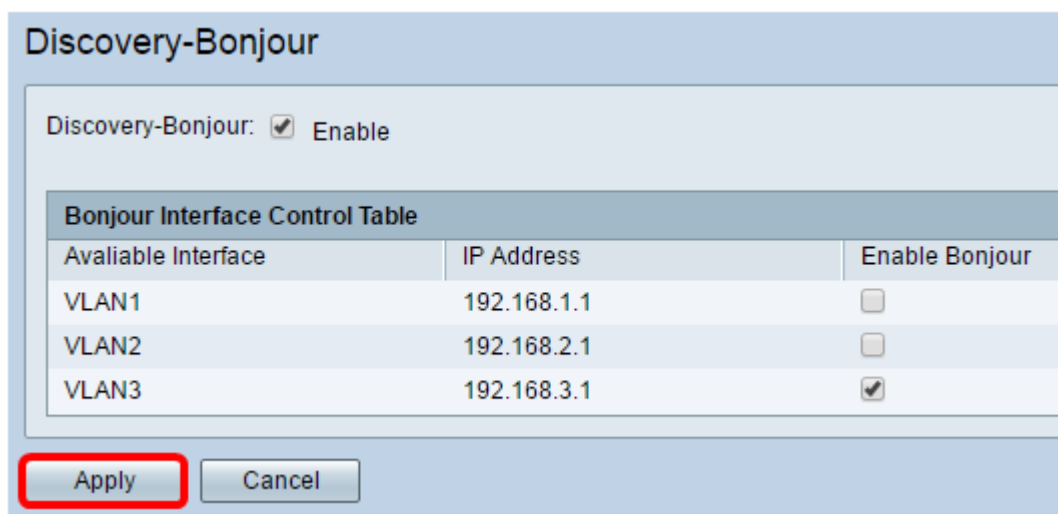 Discovery-Bonjour
Discovery-Bonjour: Enable
Bonjour Interface Control Table
Avaliable Interface IP Address Enable Bonjour
VLAN1 192.168.1.1
VLAN2 192.168.2.1
VLAN3 192.168.3.1
Apply Cancel